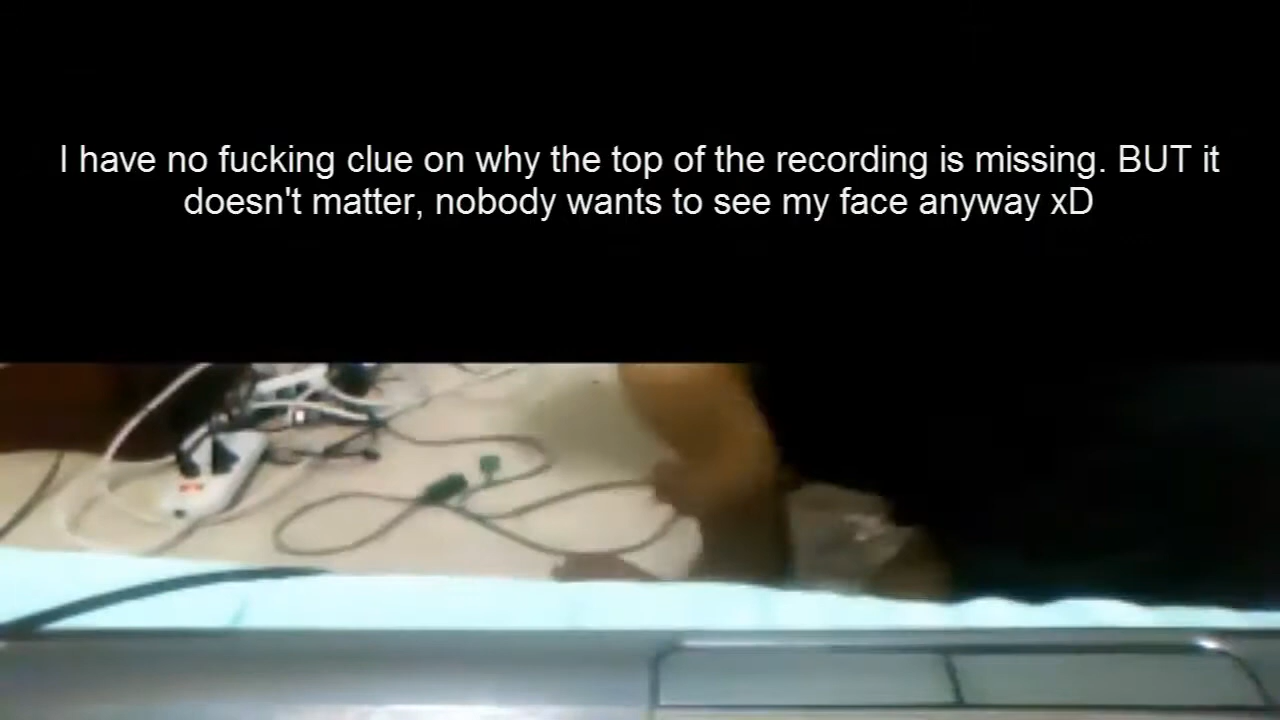 I have no fucking clue on why the top of the recording is missing. BUT it
doesn't matter, nobody wants to see my face anyway xD